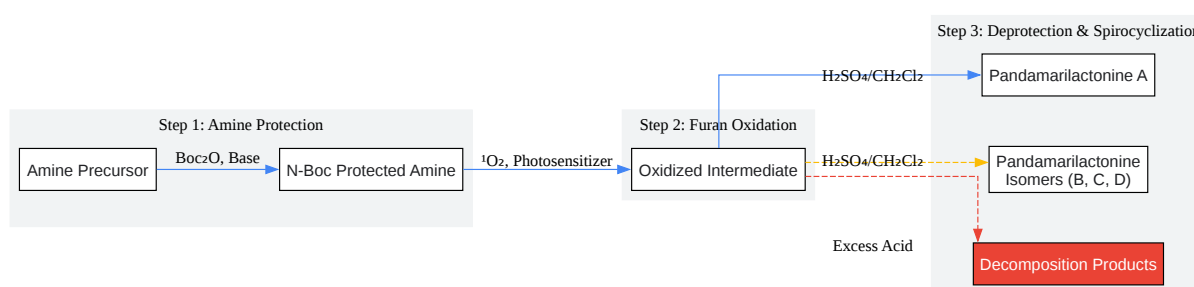 Step 3: Deprotection & Spirocyclization
H₂SO₄/CH₂Cl₂
Pandamarilactonine A
Step 1: Amine Protection
Step 2: Furan Oxidation
Boc₂O, Base
¹O₂, Photosensitizer
H₂SO₄/CH₂Cl₂
Amine Precursor
N-Boc Protected Amine
Oxidized Intermediate
Pandamarilactonine
Isomers (B, C, D)
Excess Acid
Decomposition Products